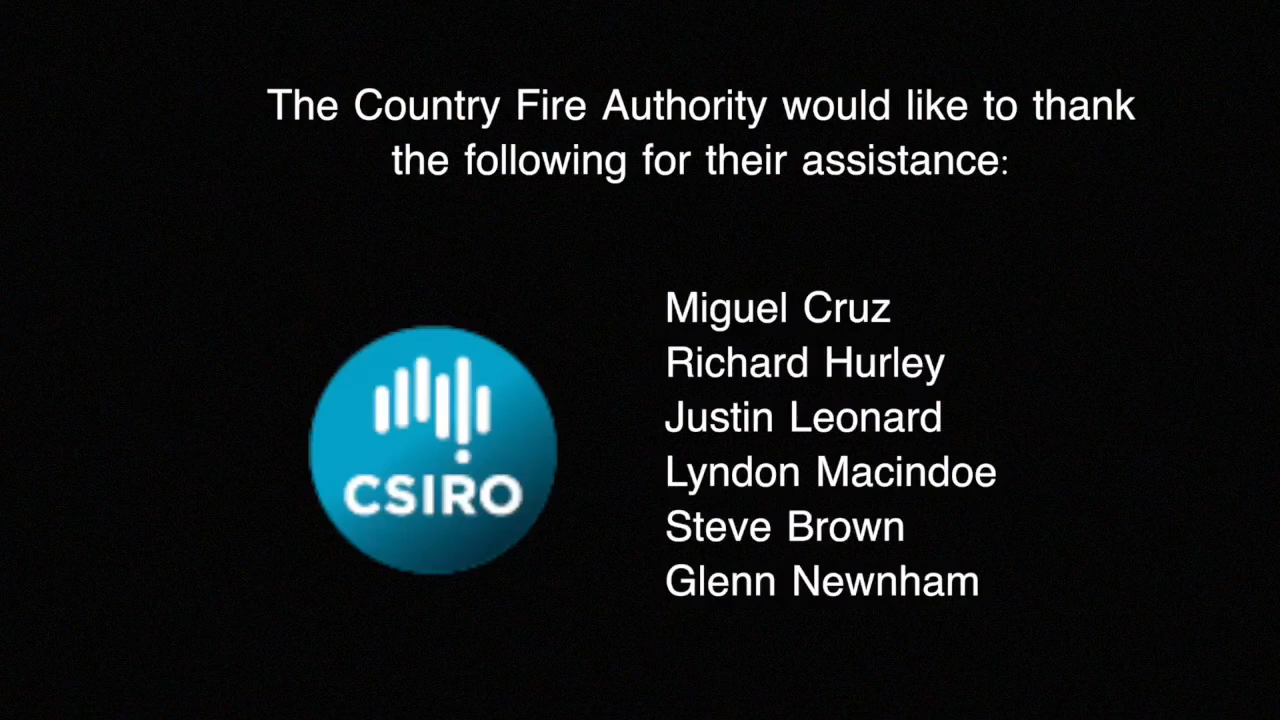 The Country Fire Authority would like to thank
the following for their assistance:
CSIRO
Miguel Cruz
Richard Hurley
Justin Leonard
Lyndon Macindoe
Steve Brown
Glenn Newnham